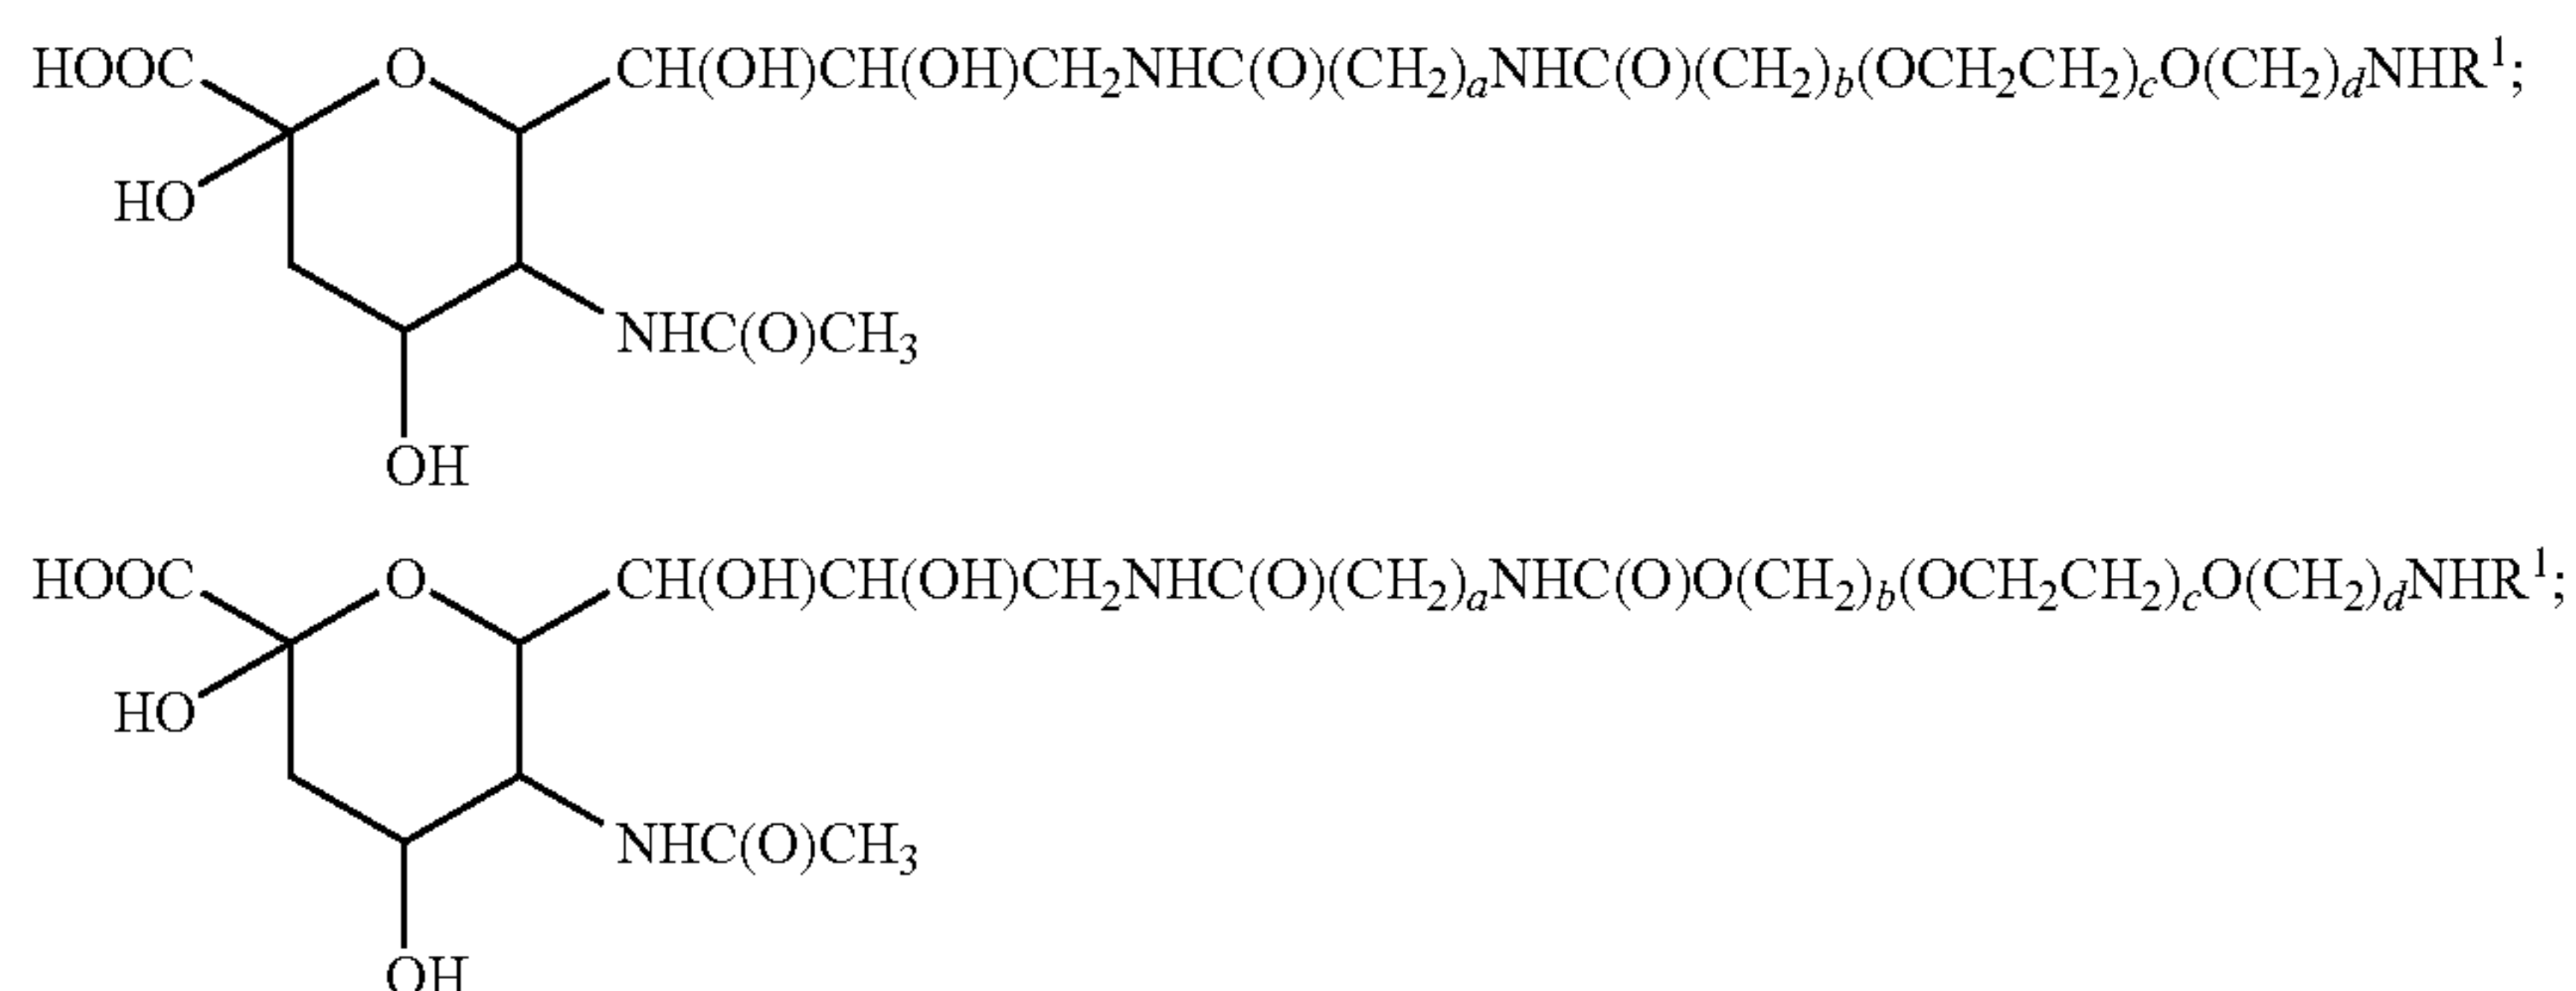 HOOC O CH(OH)CH(OH)CH₂NHC(O)(CH₂)ₐNHC(O)(CH₂)b(OCH₂CH₂)cO(CH₂)dNHR¹;
HO
NHC(O)CH₃
OH
HOOC O CH(OH)CH(OH)CH₂NHC(O)(CH₂)ₐNHC(O)O(CH₂)b(OCH₂CH₂)cO(CH₂)dNHR¹;
HO
NHC(O)CH₃
OH